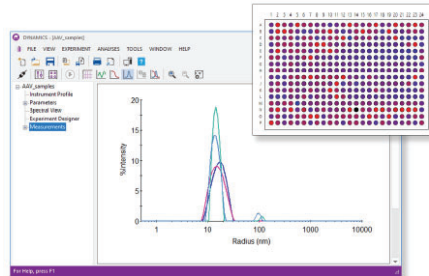 DYNAMICS - [AAV_samples]
FILE VIEW EXPERIMENT ANALYSES TOOLS WINDOW HELP
AAV_samples
Instrument Profile
Parameters
Special View
Experiment Designer
Measurements
%Intensity
20
15
10
5
0
1 10 100 1000 10000
Radius (nm)
For Help, press F1
1 2 3 4 5 6 7 8 9 10 11 12 13 14 15 16 17 18 19 20 21 22 23 24